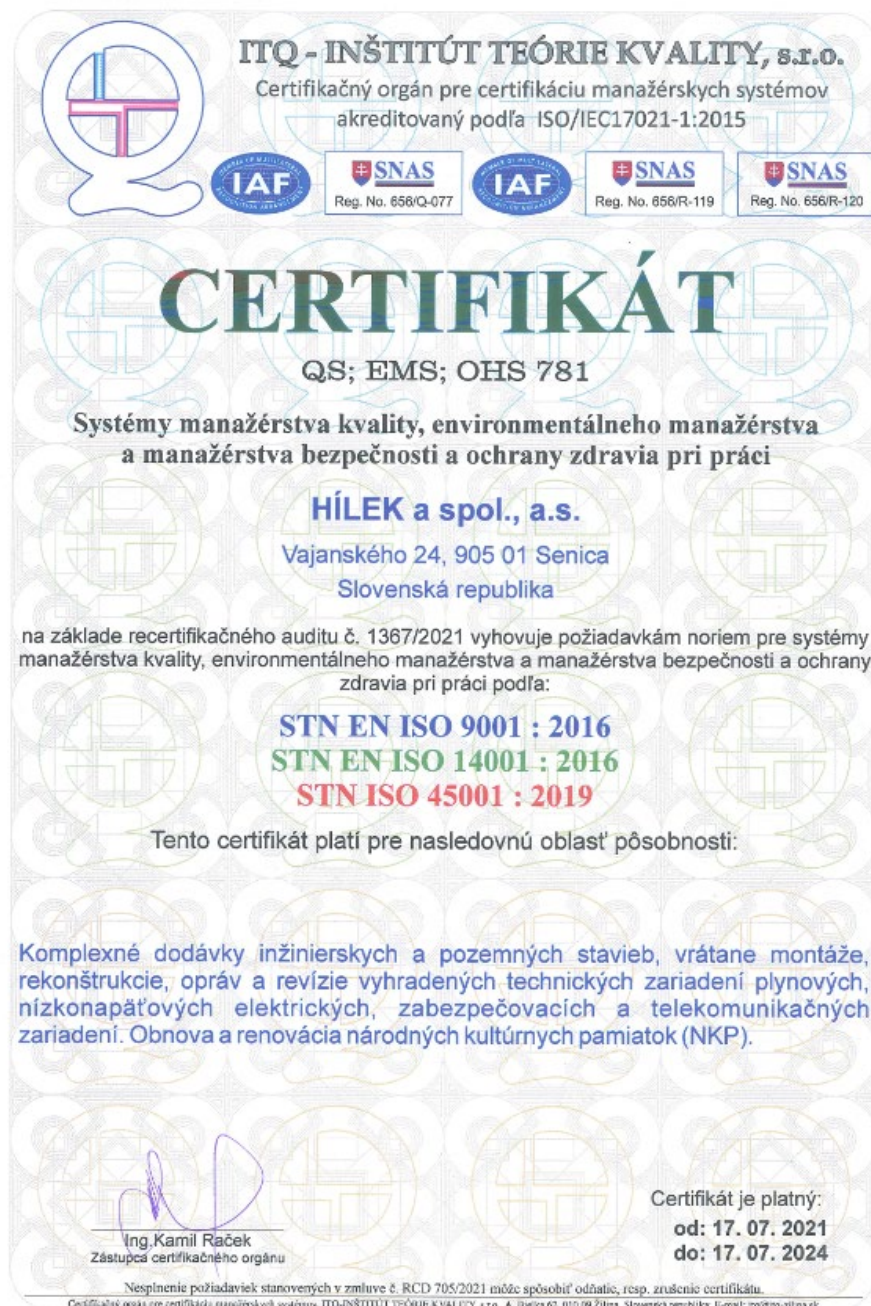 ITQ - INŠTITÚT TEÓRIE KVALITY, s.r.o.
Certifikačný orgán pre certifikáciu manažérskych systémov
akreditovaný podľa ISO/IEC17021-1:2015
IAF
SNAS
Reg. No. 656/Q-077
IAF
SNAS
Reg. No. 656/R-119
SNAS
Reg. No. 656/R-120
CERTIFIKÁT
QS; EMS; OHS 781
Systémy manažérstva kvality, environmentálneho manažérstva
a manažérstva bezpečnosti a ochrany zdravia pri práci
HÍLEK a spol., a.s.
Vajanského 24, 905 01 Senica
Slovenská republika
na základe recertifikačného auditu č. 1367/2021 vyhovuje požiadavkám noriem pre systémy
manažérstva kvality, environmentálneho manažérstva a manažérstva bezpečnosti a ochrany
zdravia pri práci podľa:
STN EN ISO 9001 : 2016
STN EN ISO 14001 : 2016
STN ISO 45001 : 2019
Tento certifikát platí pre nasledovnú oblasť pôsobnosti:
Komplexné dodávky inžinierskych a pozemných stavieb, vrátane montáže,
rekonštrukcie, opráv a revízie vyhradených technických zariadení plynových,
nízkonapäťových elektrických, zabezpečovacích a telekomunikačných
zariadení. Obnova a renovácia národných kultúrnych pamiatok (NKP).
Ing.Kamil Raček
Zástupca certifikačného orgánu
Certifikát je platný:
od: 17. 07. 2021
do: 17. 07. 2024
Nesplnenie požiadaviek stanovených v zmluve č. RCD 705/2021 môže spôsobiť odňatie, resp. zrušenie certifikátu.